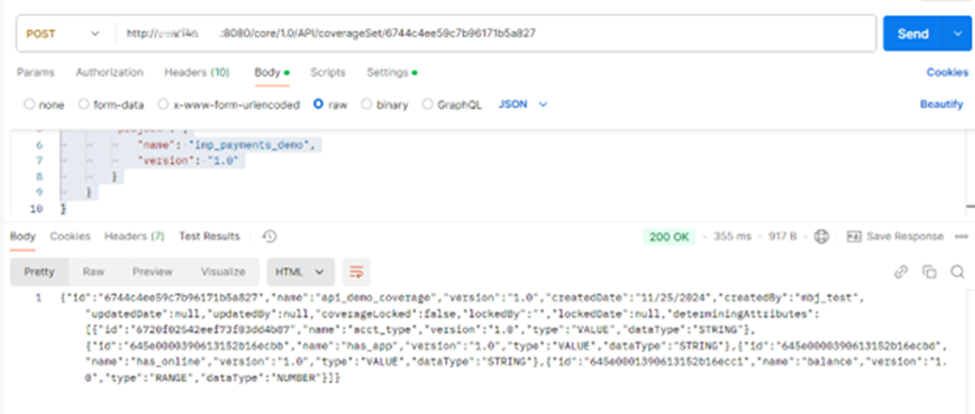 POST http:// :8080/core/1.0/API/coverageSet/6744c4ee59c7b96171b5a827 Send
Params Authorization Headers (10) Body Scripts Settings Cookies
none form-data x-www-form-urlencoded raw binary GraphQL JSON Beautify
6 "name": "imp_payments_demo",
7 "version": "1.0"
8 }
9 }
10 }
Body Cookies Headers (7) Test Results 200 OK 355 ms 917 B Save Response
Pretty Raw Preview Visualize HTML
1 {"id":"6744c4ee59c7b96171b5a827","name":"api_demo_coverage","version":"1.0","createdDate":"11/25/2024","createdBy":"mbj_test",
"updatedDate":null,"updatedBy":null,"coverageLocked":false,"lockedBy":"","lockedDate":null,"determiningAttributes":
[{"id":"6720f02542eef73f83dd4b87","name":"acct_type","version":"1.0","type":"VALUE","dataType":"STRING"},
{"id":"645e0000390613152b16ecbb","name":"has_app","version":"1.0","type":"VALUE","dataType":"STRING"},{"id":"645e0000390613152b16ecbd",
"name":"has_online","version":"1.0","type":"VALUE","dataType":"STRING"},{"id":"645e0001390613152b16ecc1","name":"balance","version":"1.
0","type":"RANGE","dataType":"NUMBER"}]}